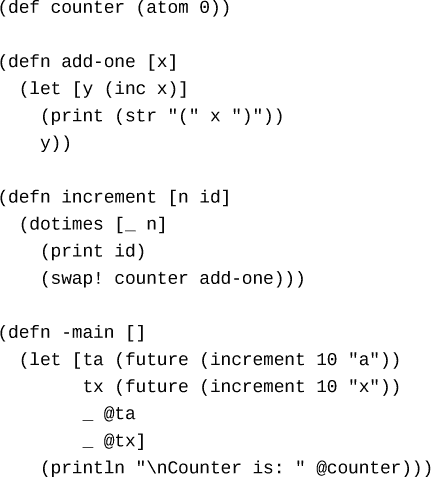 (def counter (atom 0))

(defn add-one [x]
  (let [y (inc x)]
    (print (str "(" x ")"))
    y))

(defn increment [n id]
  (dotimes [_ n]
    (print id)
    (swap! counter add-one)))

(defn -main []
  (let [ta (future (increment 10 "a"))
        tx (future (increment 10 "x"))
        _ @ta
        _ @tx]
    (println "\nCounter is: " @counter)))